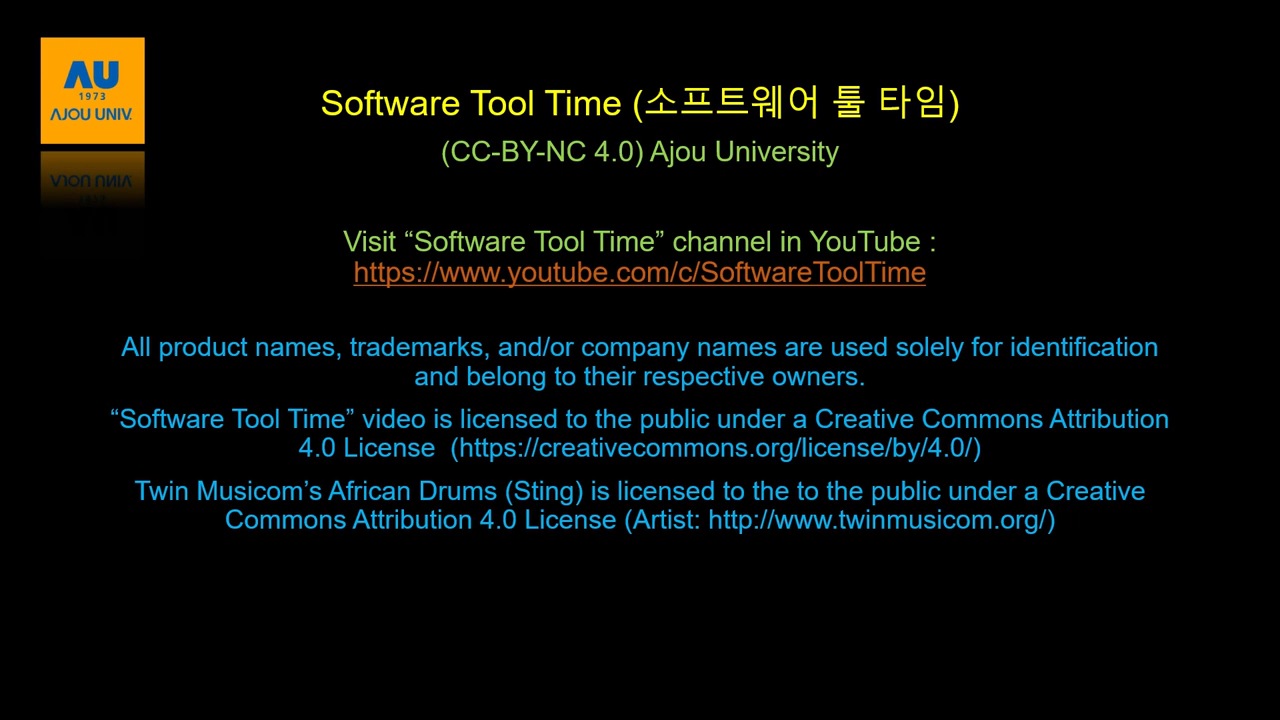 AU
1973
AJOU UNIV.
Software Tool Time (소프트웨어 툴 타임)
(CC-BY-NC 4.0) Ajou University
Visit “Software Tool Time” channel in YouTube :
https://www.youtube.com/c/SoftwareToolTime
All product names, trademarks, and/or company names are used solely for identification
and belong to their respective owners.
“Software Tool Time” video is licensed to the public under a Creative Commons Attribution
4.0 License  (https://creativecommons.org/license/by/4.0/)
Twin Musicom’s African Drums (Sting) is licensed to the to the public under a Creative
Commons Attribution 4.0 License (Artist: http://www.twinmusicom.org/)